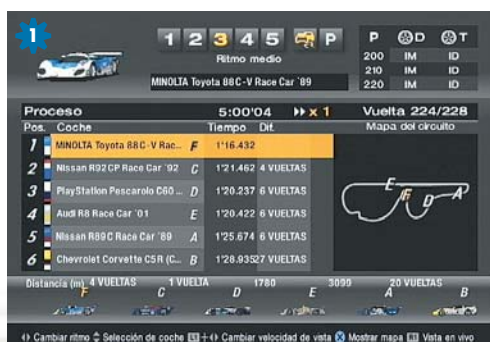 1
1 2 3 4 5 P
Ritmo medio
MINOLTA Toyota 88C-V Race Car '89
P D T
200 IM ID
210 IM ID
220 IM ID
Proceso 5:00'04 x 1 Vuelta 224/228
Pos. Coche Tiempo Dif. Mapa del circuito
1 MINOLTA Toyota 88C-V Rac... F 1'16.432
2 Nissan R92CP Race Car '92 C 1'21.462 4 VUELTAS
3 PlayStation Pescarolo C60 ... D 1'20.237 6 VUELTAS
4 Audi R8 Race Car '01 E 1'20.422 6 VUELTAS
5 Nissan R89C Race Car '89 A 1'25.674 6 VUELTAS
6 Chevrolet Corvette C5R (C... B 1'28.935 27 VUELTAS
E F D A
Distancia (m) 4 VUELTAS 1 VUELTA 1780 3099 20 VUELTAS
F C D E A B
Cambiar ritmo Selección de coche L1 + Cambiar velocidad de vista Mostrar mapa R1 Vista en vivo